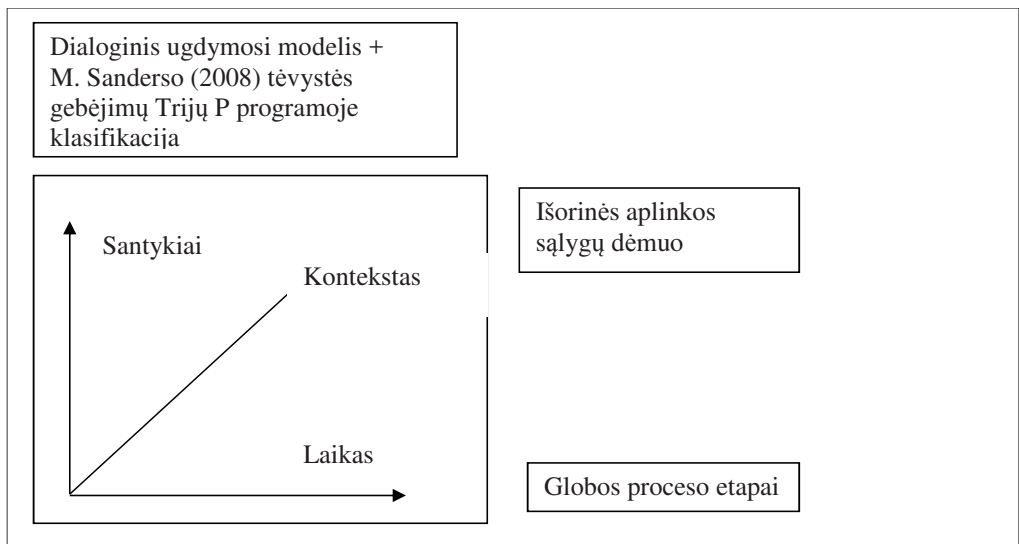 Dialoginis ugdymosi modelis +
M. Sanderso (2008) tėvystės
gebėjimų Trijų P programoje
klasifikacija
Santykiai
Kontekstas
Laikas
Išorinės aplinkos
sąlygų dėmuo
Globos proceso etapai